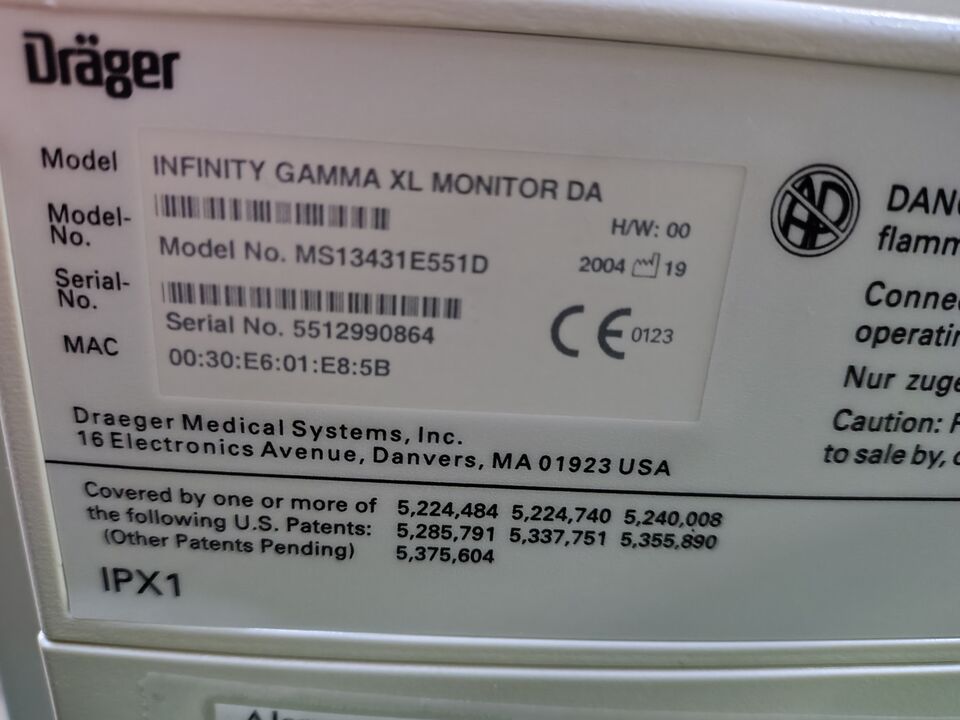 Dräger
Model INFINITY GAMMA XL MONITOR DA
Model-No. H/W: 00
Model No. MS13431E551D
2004 19
Serial-No.
Serial No. 5512990864
CE 0123
MAC 00:30:E6:01:E8:5B
Draeger Medical Systems, Inc.
16 Electronics Avenue, Danvers, MA 01923 USA
Covered by one or more of
the following U.S. Patents:
(Other Patents Pending)
5,224,484 5,224,740 5,240,008
5,285,791 5,337,751 5,355,890
5,375,604
IPX1
AP
flamm
Conne
operatin
Nur zuge
Caution: F
to sale by,